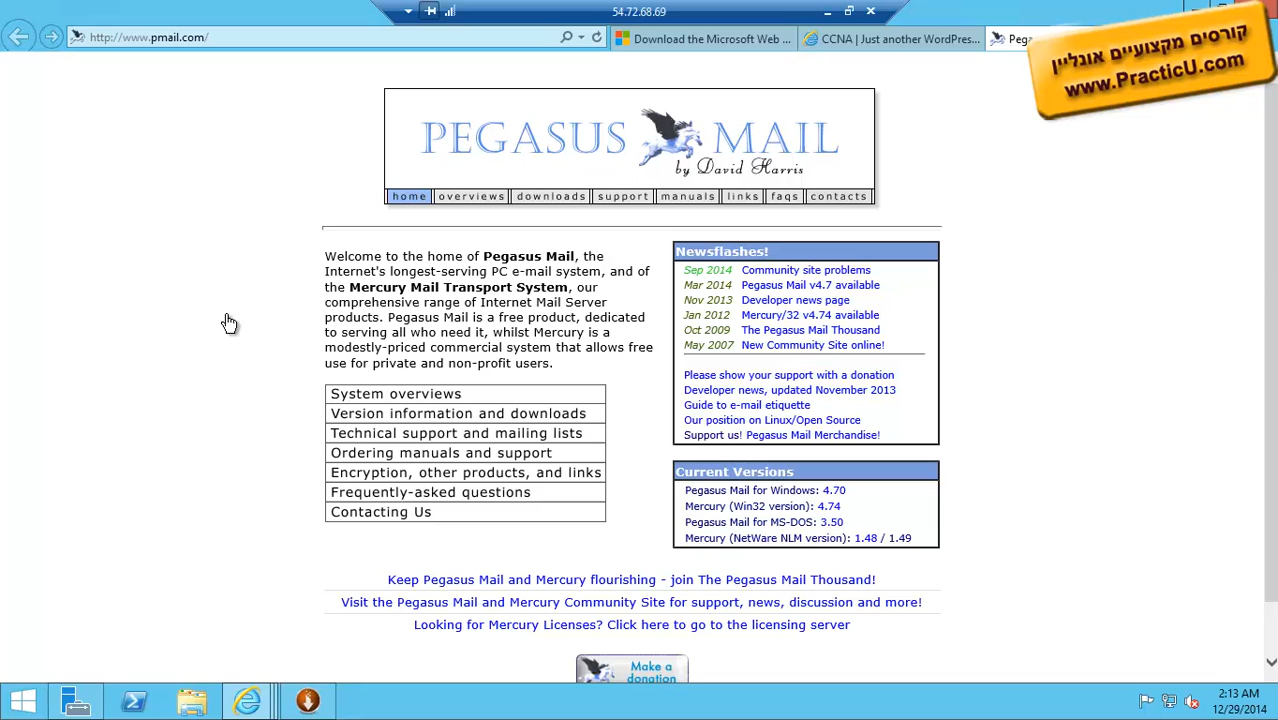 54.72.68.69
http://www.pmail.com/
Download the Microsoft Web ...
CCNA | Just another WordPres...
Pega
קורסים מקצועיים אונליין
www.PracticU.com
PEGASUS MAIL
by David Harris
home
overviews
downloads
support
manuals
links
faqs
contacts
Welcome to the home of Pegasus Mail, the
Internet's longest-serving PC e-mail system, and of
the Mercury Mail Transport System, our
comprehensive range of Internet Mail Server
products. Pegasus Mail is a free product, dedicated
to serving all who need it, whilst Mercury is a
modestly-priced commercial system that allows free
use for private and non-profit users.
System overviews
Version information and downloads
Technical support and mailing lists
Ordering manuals and support
Encryption, other products, and links
Frequently-asked questions
Contacting Us
Newsflashes!
Sep 2014 Community site problems
Mar 2014 Pegasus Mail v4.7 available
Nov 2013 Developer news page
Jan 2012 Mercury/32 v4.74 available
Oct 2009 The Pegasus Mail Thousand
May 2007 New Community Site online!
Please show your support with a donation
Developer news, updated November 2013
Guide to e-mail etiquette
Our position on Linux/Open Source
Support us! Pegasus Mail Merchandise!
Current Versions
Pegasus Mail for Windows: 4.70
Mercury (Win32 version): 4.74
Pegasus Mail for MS-DOS: 3.50
Mercury (NetWare NLM version): 1.48 / 1.49
Keep Pegasus Mail and Mercury flourishing - join The Pegasus Mail Thousand!
Visit the Pegasus Mail and Mercury Community Site for support, news, discussion and more!
Looking for Mercury Licenses? Click here to go to the licensing server
Make a
donation
2:13 AM
12/29/2014